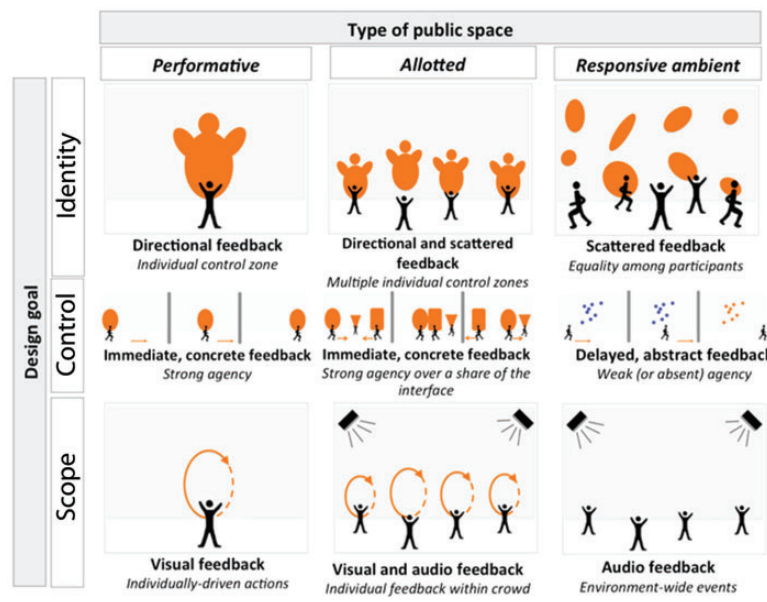 Type of public space
Performative
Allotted
Responsive ambient
Design goal
Identity
Directional feedback
Individual control zone
Directional and scattered
feedback
Multiple individual control zones
Scattered feedback
Equality among participants
Control
Immediate, concrete feedback
Strong agency
Immediate, concrete feedback
Strong agency over a share of the
interface
Delayed, abstract feedback
Weak (or absent) agency
Scope
Visual feedback
Individually-driven actions
Visual and audio feedback
Individual feedback within crowd
Audio feedback
Environment-wide events